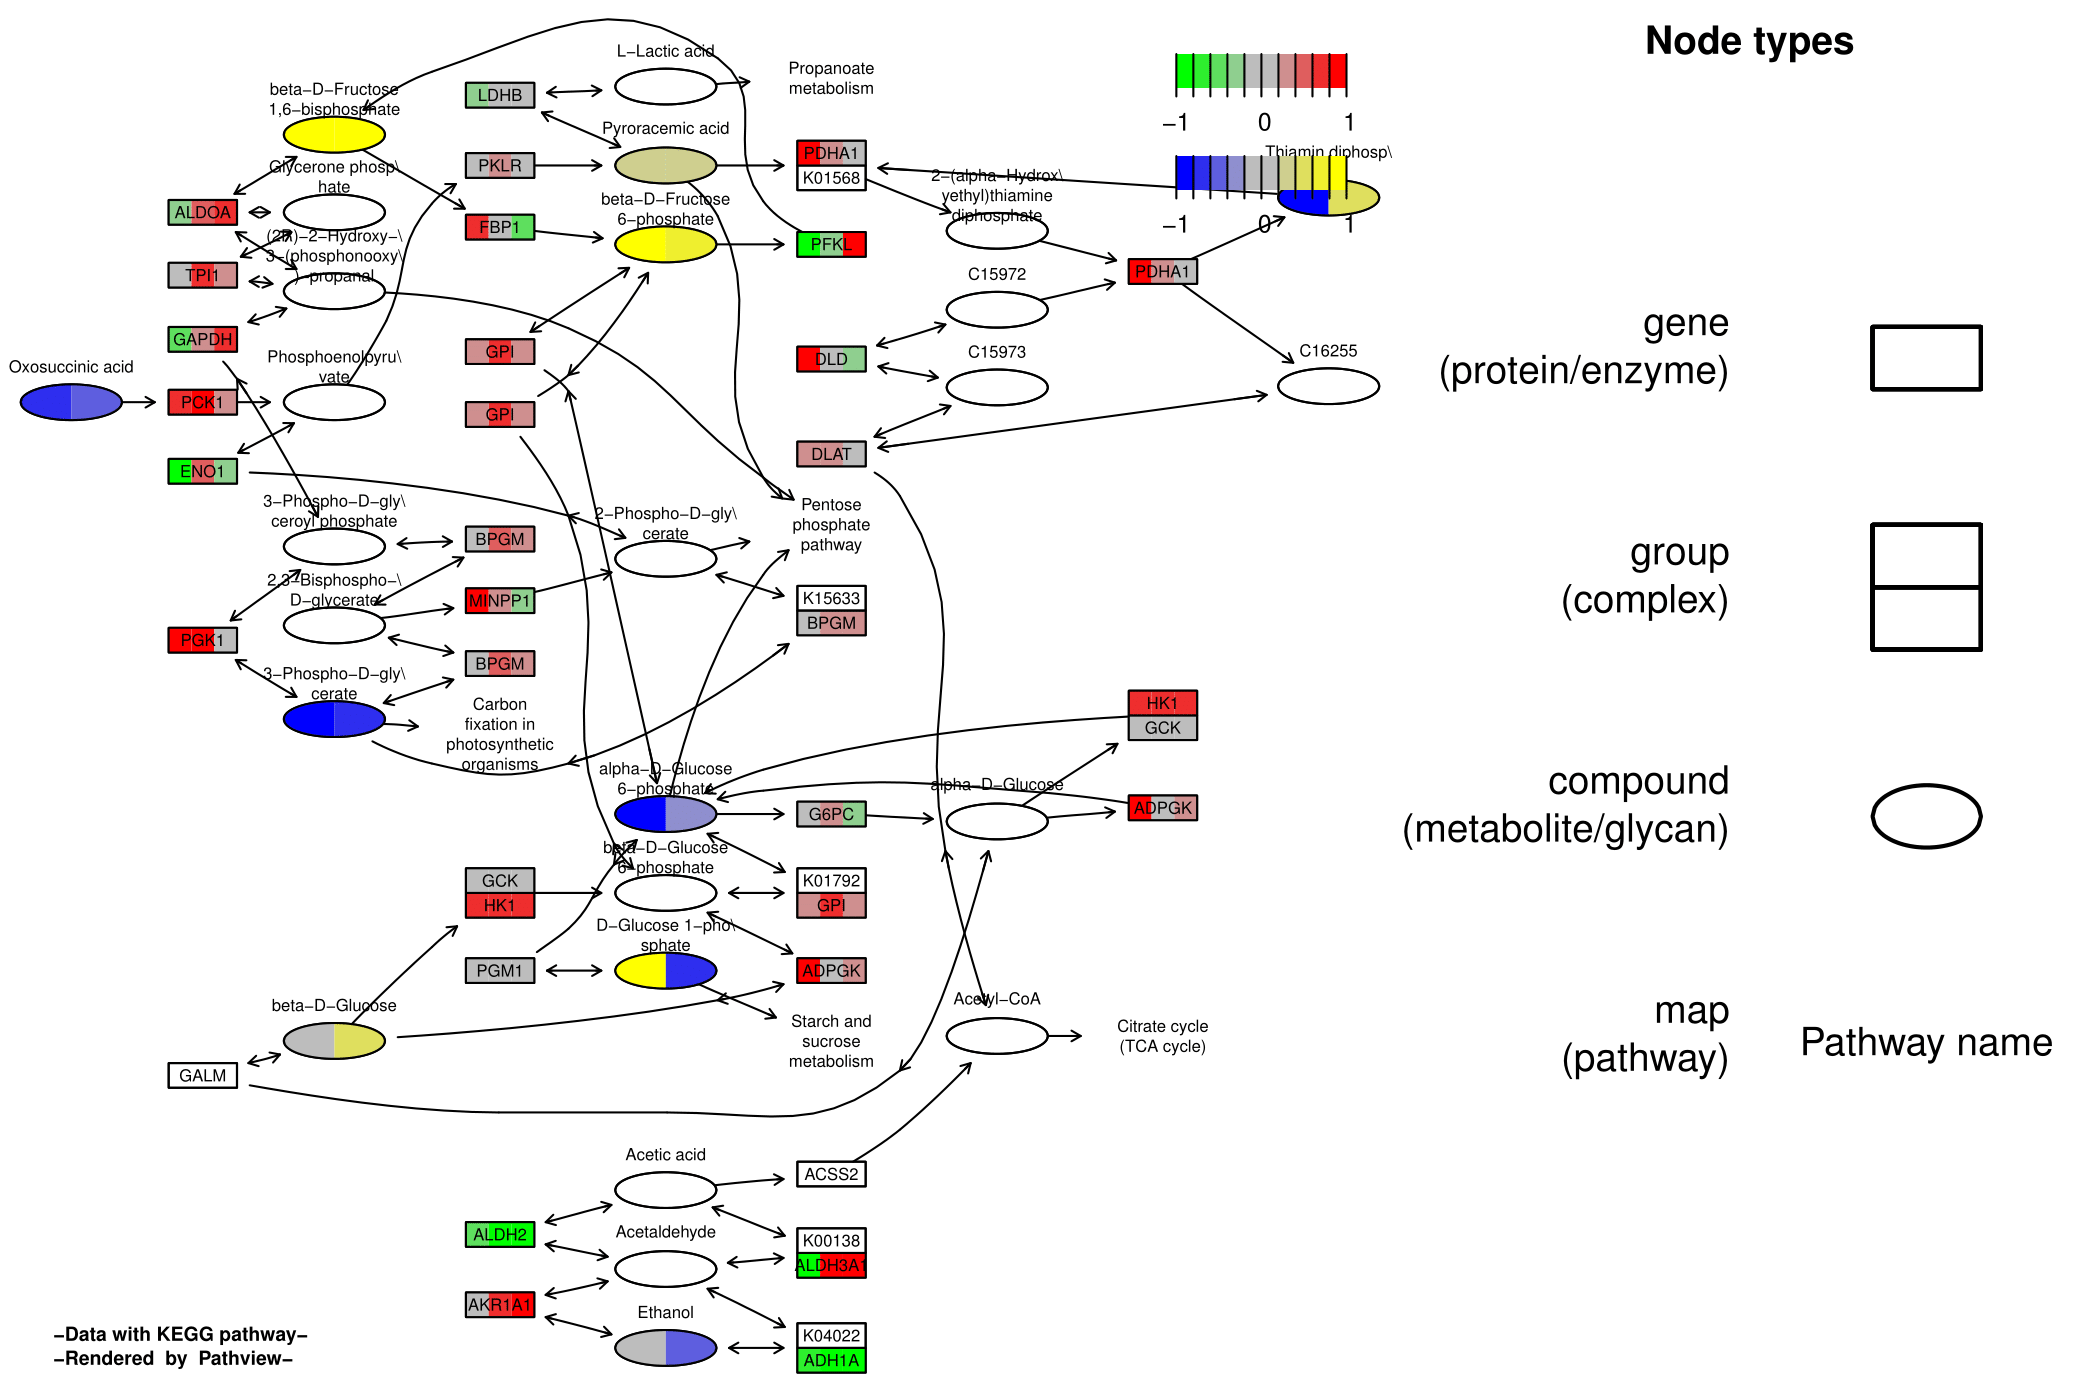 Node types
L−Lactic acid
Propanoate
metabolism
beta−D−Fructose
1,6−bisphosphate
LDHB
−1
0
1
Pyroracemic acid
PDHA1
K01568
Thiamin diphosp\
Glycerone phosp\
hate
PKLR
2−(alpha−Hydrox\
yethyl)thiamine
diphosphate
−1
0
1
ALDOA
FBP1
beta−D−Fructose
6−phosphate
PFKL
(2R)−2−Hydroxy−\
3−(phosphonooxy\
)−propanal
TPI1
PDHA1
C15972
GAPDH
GPI
DLD
C15973
C16255
gene
(protein/enzyme)
Oxosuccinic acid
Phosphoenolpyru\
vate
PCK1
GPI
DLAT
ENO1
3−Phospho−D−gly\
ceroyl phosphate
2−Phospho−D−gly\
cerate
Pentose
phosphate
pathway
BPGM
group
(complex)
2,3−Bisphospho−\
D−glycerate
MINPP1
K15633
BPGM
PGK1
BPGM
3−Phospho−D−gly\
cerate
Carbon
fixation in
photosynthetic
organisms
HK1
GCK
alpha−D−Glucose
6−phosphate
G6PC
alpha−D−Glucose
ADPGK
compound
(metabolite/glycan)
beta−D−Glucose
6−phosphate
GCK
HK1
K01792
GPI
D−Glucose 1−pho\
sphate
PGM1
ADPGK
beta−D−Glucose
Acetyl−CoA
Starch and
sucrose
metabolism
Citrate cycle
(TCA cycle)
map
(pathway)
Pathway name
GALM
Acetic acid
ACSS2
ALDH2
Acetaldehyde
K00138
ALDH3A1
AKR1A1
Ethanol
K04022
ADH1A
−Data with KEGG pathway−
−Rendered by Pathview−